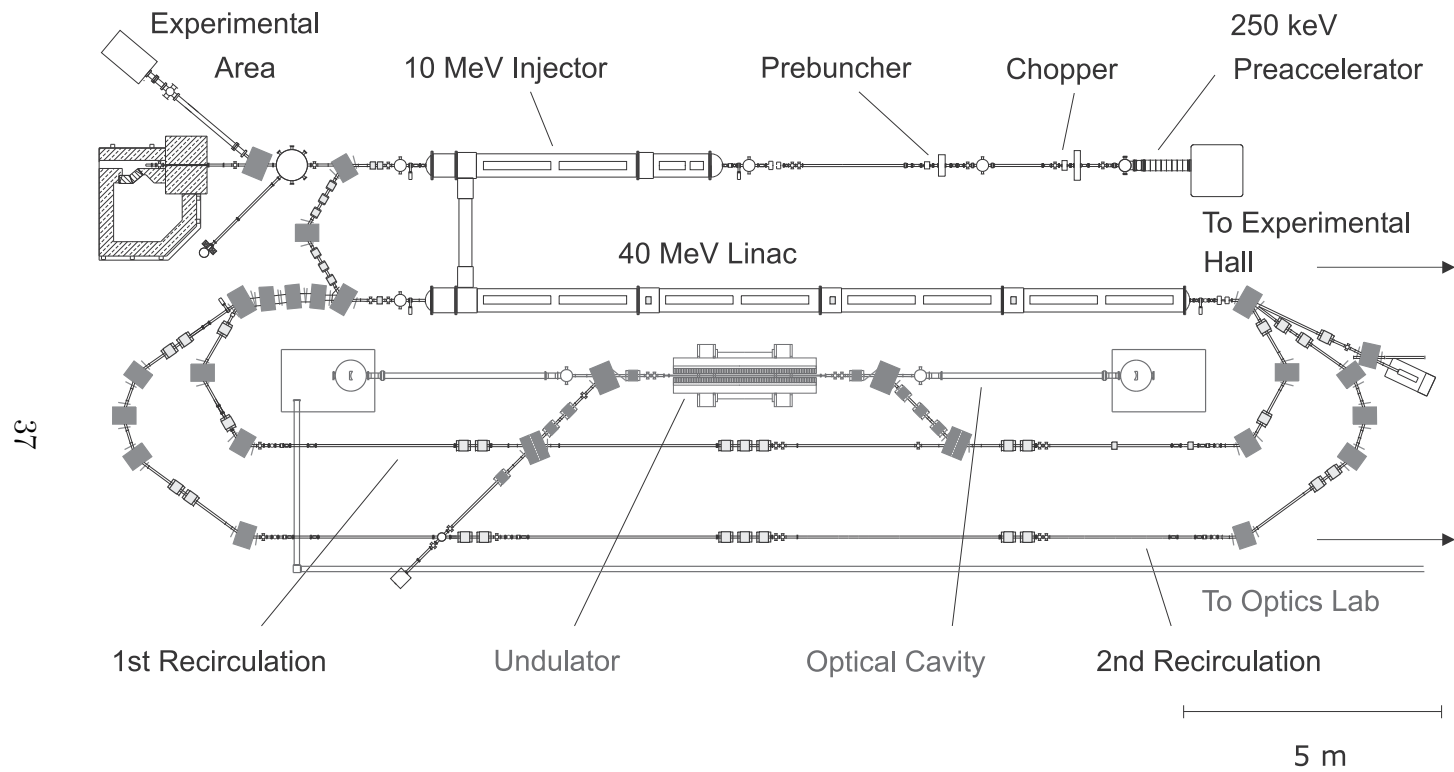 Experimental
Area
10 MeV Injector
Prebuncher
Chopper
250 keV
Preaccelerator
To Experimental
Hall
40 MeV Linac
37
To Optics Lab
1st Recirculation
Undulator
Optical Cavity
2nd Recirculation
5 m